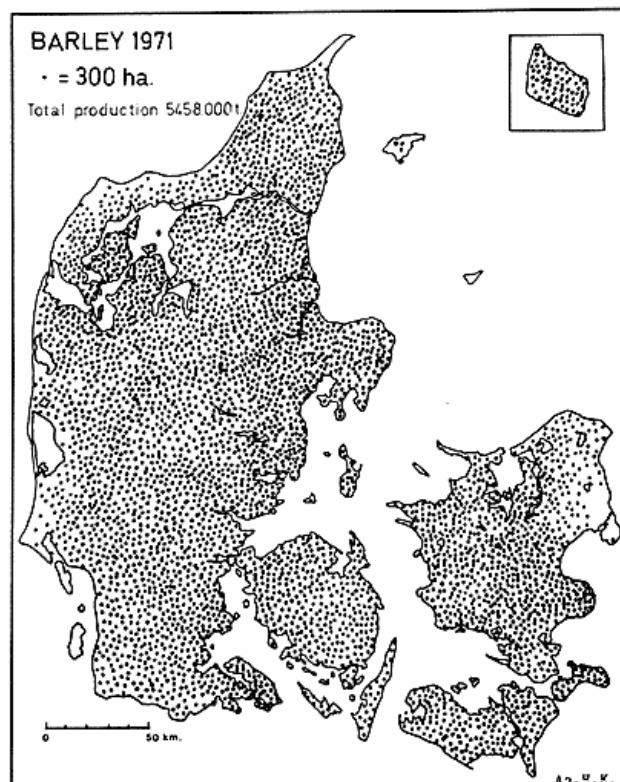 BARLEY 1971
• = 300 ha.
Total production 5458.000t
0 50 km.